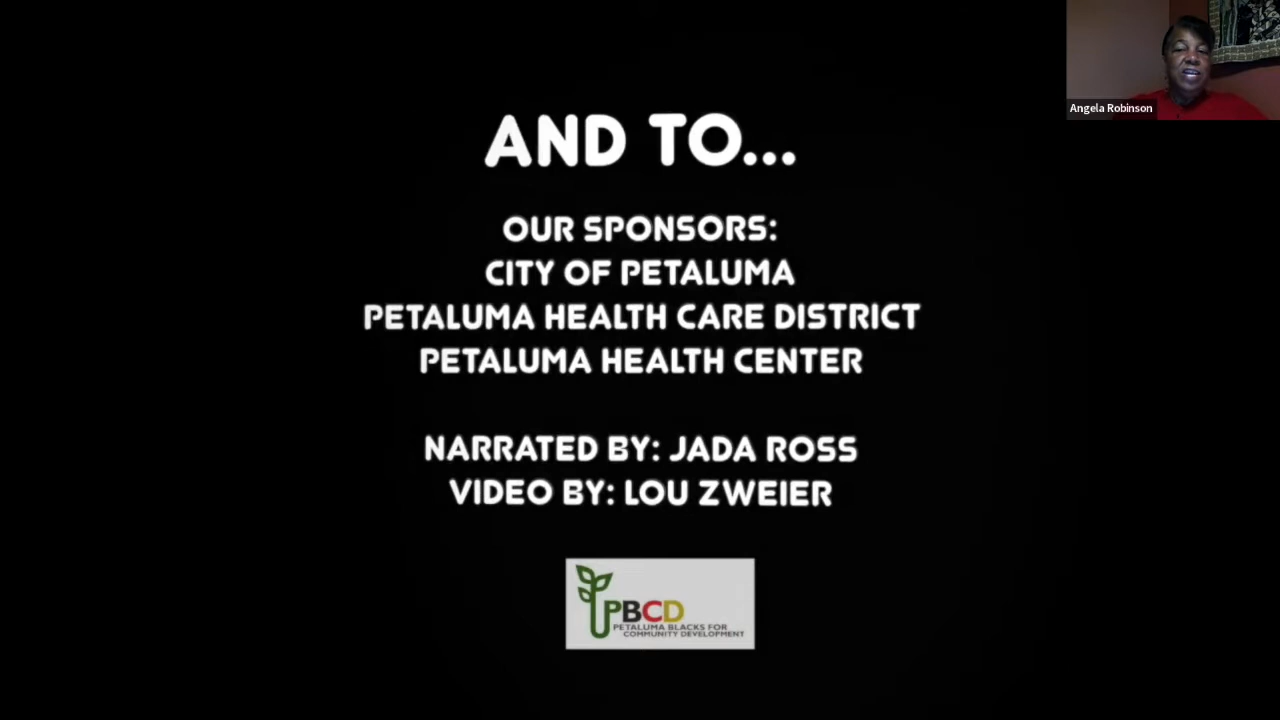 Angela Robinson
AND TO...
OUR SPONSORS:
CITY OF PETALUMA
PETALUMA HEALTH CARE DISTRICT
PETALUMA HEALTH CENTER
NARRATED BY: JADA ROSS
VIDEO BY: LOU ZWEIER
PBCD
PETALUMA BLACKS FOR
COMMUNITY DEVELOPMENT